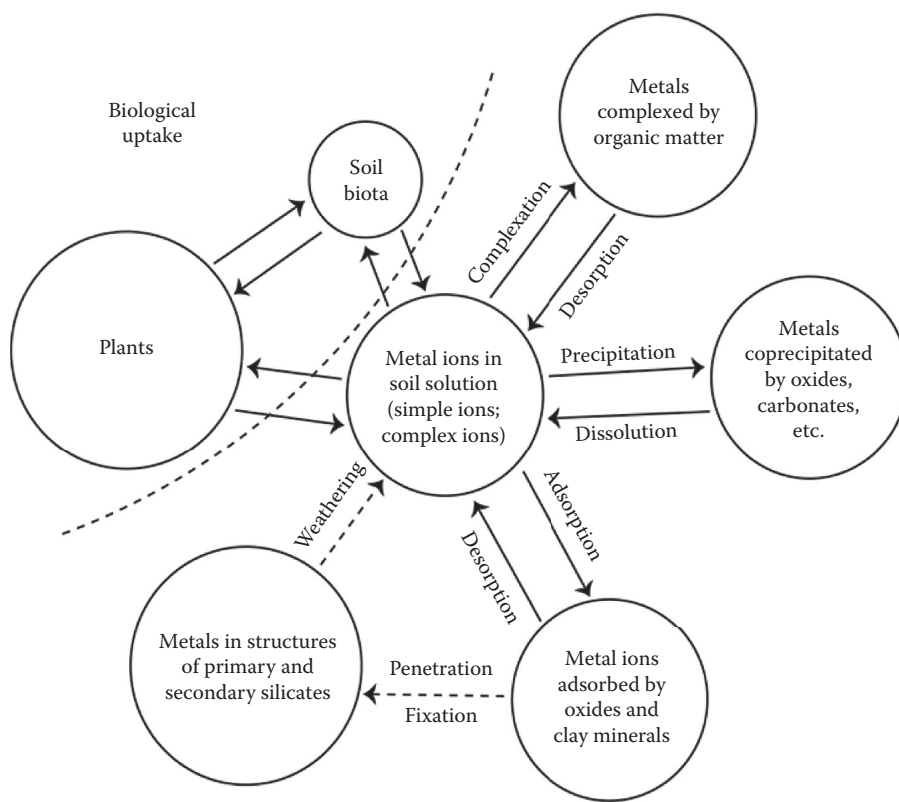 Biological
uptake
Soil
biota
Metals
complexed by
organic matter
Complexation
Desorption
Plants
Metal ions in
soil solution
(simple ions;
complex ions)
Precipitation
Dissolution
Metals
coprecipitated
by oxides,
carbonates,
etc.
Weathering
Adsorption
Desorption
Metals in structures
of primary and
secondary silicates
Penetration
Fixation
Metal ions
adsorbed by
oxides and
clay minerals